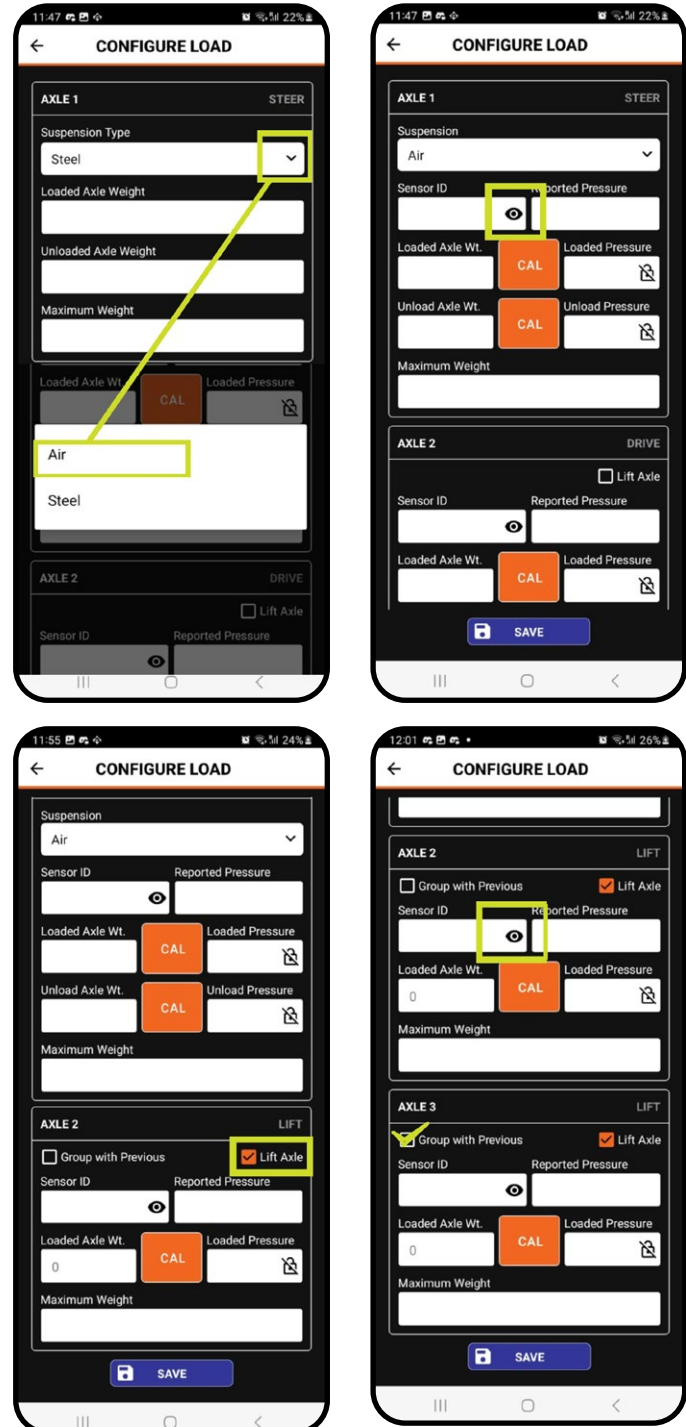 11:47 22%
CONFIGURE LOAD
AXLE 1 STEER
Suspension Type
Steel
Loaded Axle Weight
Unloaded Axle Weight
Maximum Weight
Loaded Axle Wt. Loaded Pressure
CAL
Air
Steel
AXLE 2 DRIVE
Lift Axle
Sensor ID Reported Pressure
11:47 22%
CONFIGURE LOAD
AXLE 1 STEER
Suspension
Air
Sensor ID Reported Pressure
Loaded Axle Wt. Loaded Pressure
CAL
Unload Axle Wt. Unload Pressure
CAL
Maximum Weight
AXLE 2 DRIVE
Lift Axle
Sensor ID Reported Pressure
Loaded Axle Wt. Loaded Pressure
CAL
SAVE
11:55 24%
CONFIGURE LOAD
Suspension
Air
Sensor ID Reported Pressure
Loaded Axle Wt. Loaded Pressure
CAL
Unload Axle Wt. Unload Pressure
CAL
Maximum Weight
AXLE 2 LIFT
Group with Previous Lift Axle
Sensor ID Reported Pressure
Loaded Axle Wt. Loaded Pressure
0 CAL
Maximum Weight
SAVE
12:01 26%
CONFIGURE LOAD
AXLE 2 LIFT
Group with Previous Lift Axle
Sensor ID Reported Pressure
Loaded Axle Wt. Loaded Pressure
0 CAL
Maximum Weight
AXLE 3 LIFT
Group with Previous Lift Axle
Sensor ID Reported Pressure
Loaded Axle Wt. Loaded Pressure
0 CAL
Maximum Weight
SAVE